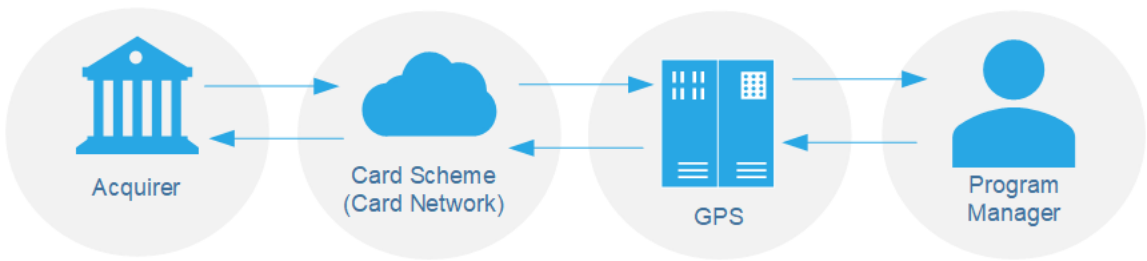 Acquirer
Card Scheme
(Card Network)
GPS
Program
Manager